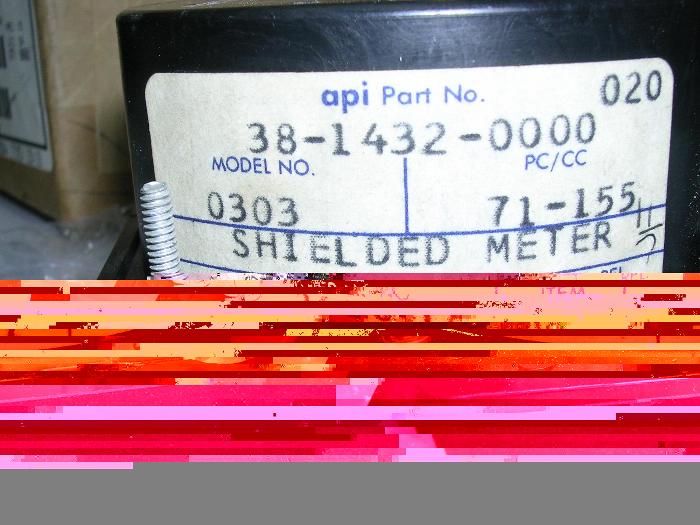 020
api Part No.
38-1432-0000
MODEL NO. PC/CC
0303 71-155
SHIELDED METER